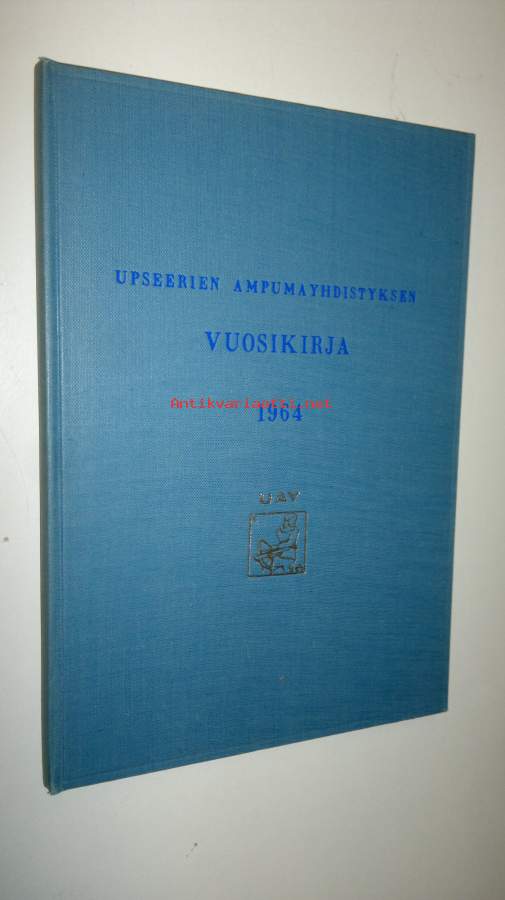 UPSEERIEN AMPUMAYHDISTYKSEN
VUOSIKIRJA
Antikvariaatti.net
1964
UAY